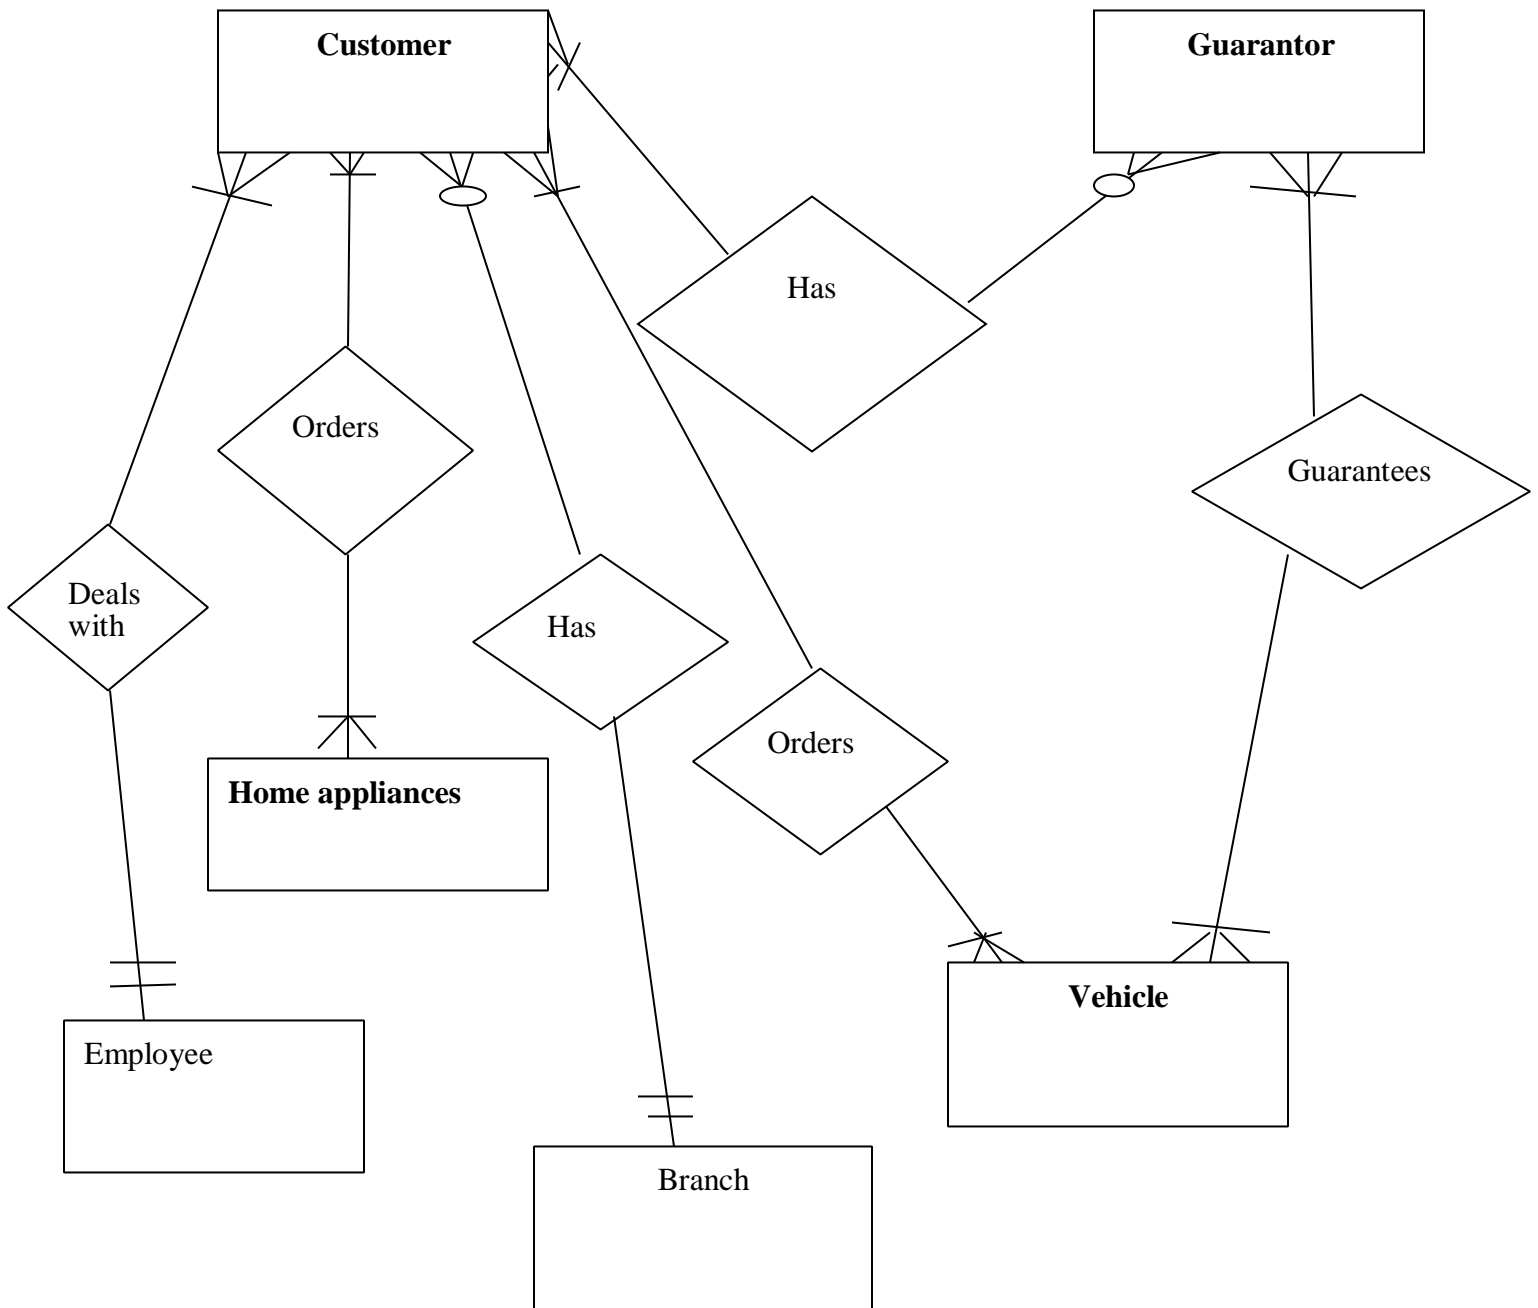 Customer
Guarantor
Has
Orders
Guarantees
Deals
with
Has
Orders
Home appliances
Vehicle
Employee
Branch